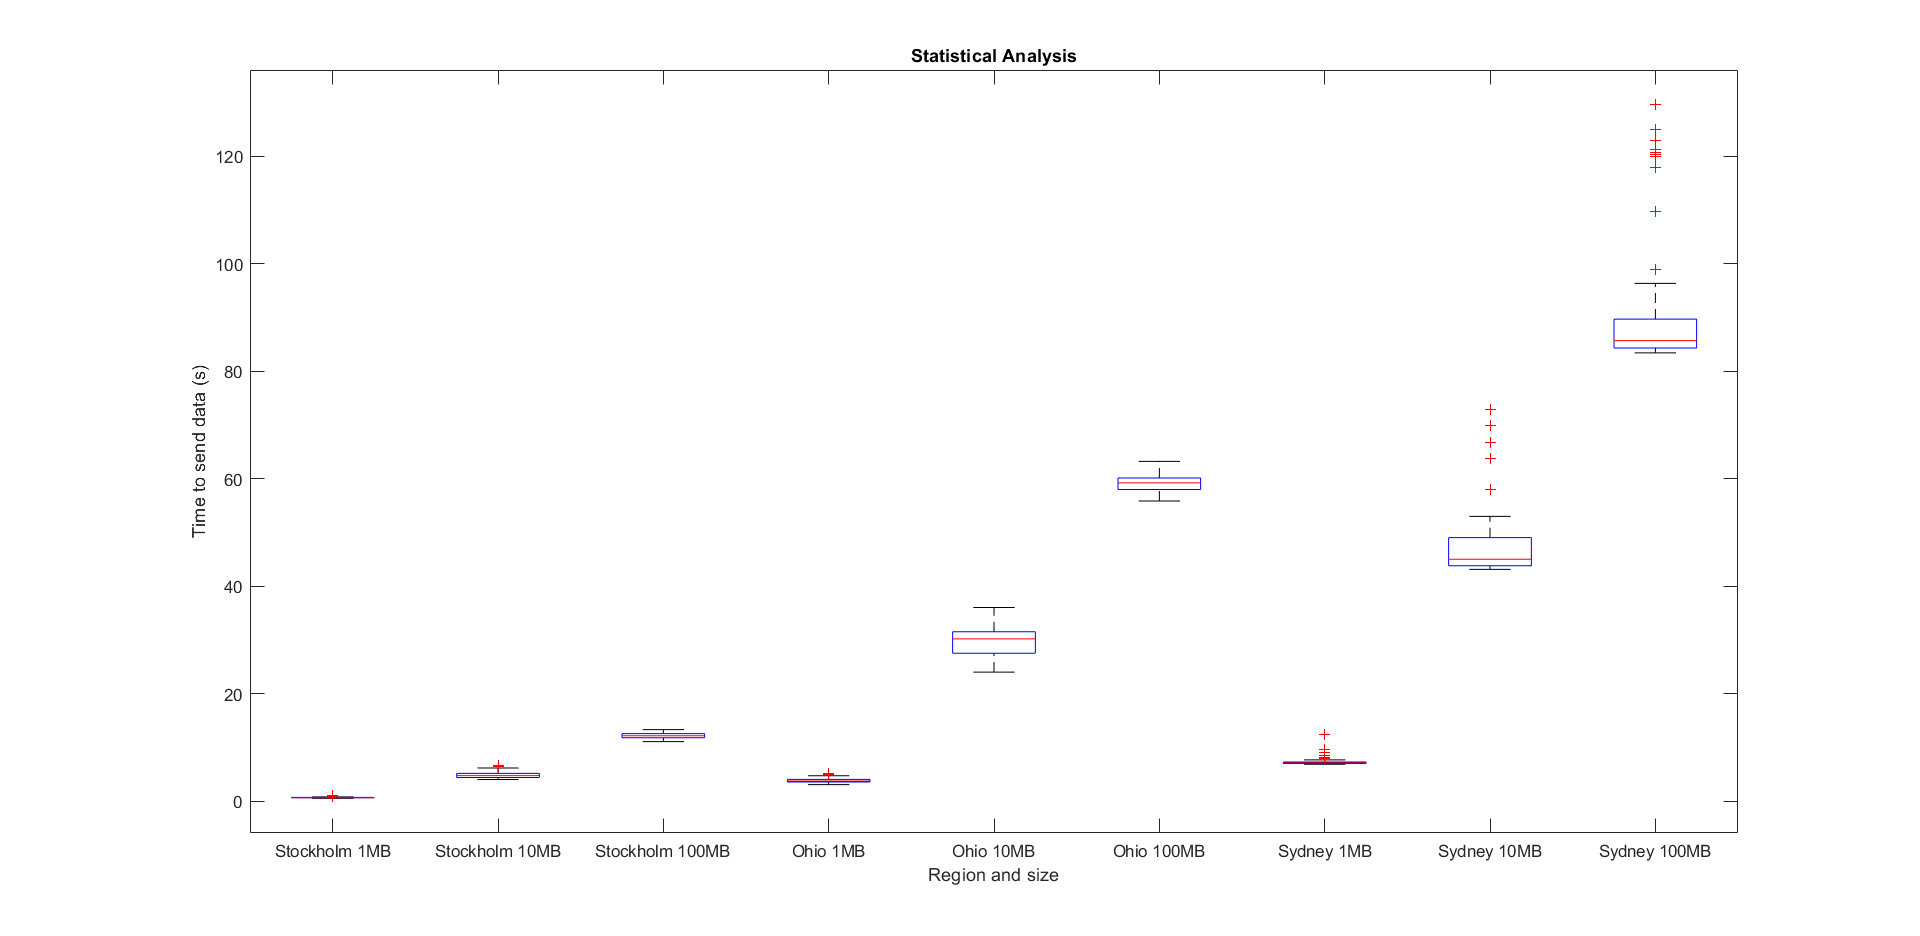 Statistical Analysis
120
100
80
60
40
20
0
Time to send data (s)
Stockholm 1MB Stockholm 10MB Stockholm 100MB Ohio 1MB Ohio 10MB Ohio 100MB Sydney 1MB Sydney 10MB Sydney 100MB
Region and size